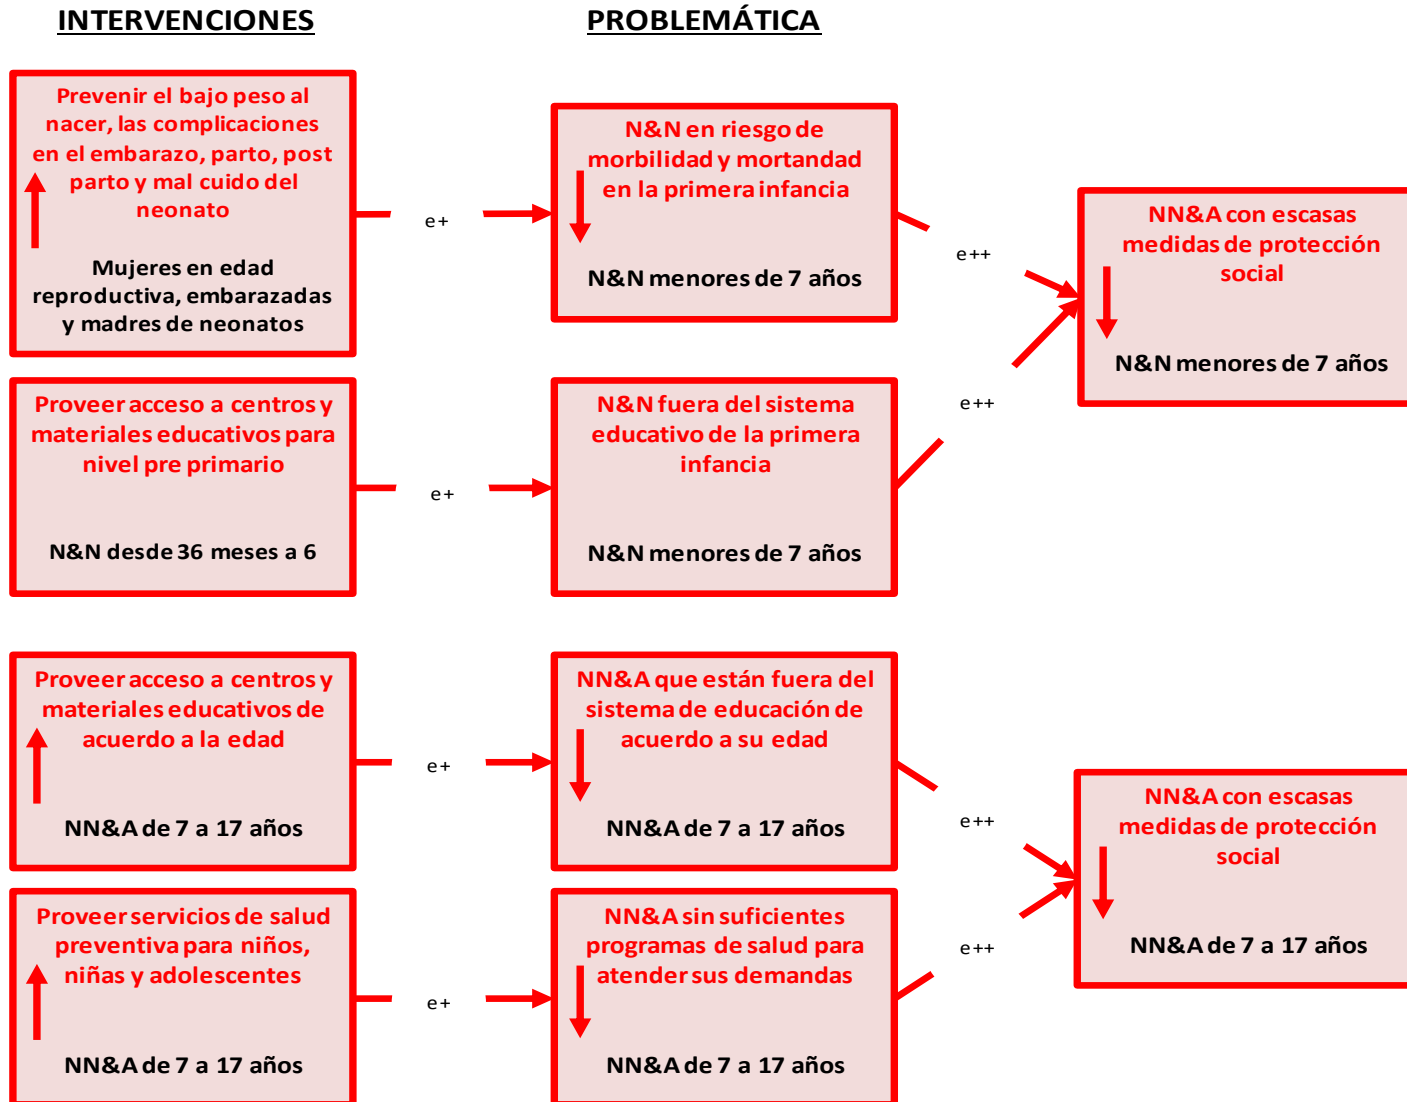 INTERVENCIONES
PROBLEMÁTICA
Prevenir el bajo peso al
nacer, las complicaciones
en el embarazo, parto, post
parto y mal cuido del
neonato
Mujeres en edad
reproductiva, embarazadas
y madres de neonatos
e+
N&N en riesgo de
morbilidad y mortandad
en la primera infancia
N&N menores de 7 años
e++
NN&A con escasas
medidas de protección
social
N&N menores de 7 años
Proveer acceso a centros y
materiales educativos para
nivel pre primario
N&N desde 36 meses a 6
e+
N&N fuera del sistema
educativo de la primera
infancia
N&N menores de 7 años
e++
Proveer acceso a centros y
materiales educativos de
acuerdo a la edad
NN&A de 7 a 17 años
e+
NN&A que están fuera del
sistema de educación de
acuerdo a su edad
NN&A de 7 a 17 años
e++
NN&A con escasas
medidas de protección
social
NN&A de 7 a 17 años
Proveer servicios de salud
preventiva para niños,
niñas y adolescentes
NN&A de 7 a 17 años
e+
NN&A sin suficientes
programas de salud para
atender sus demandas
NN&A de 7 a 17 años
e++